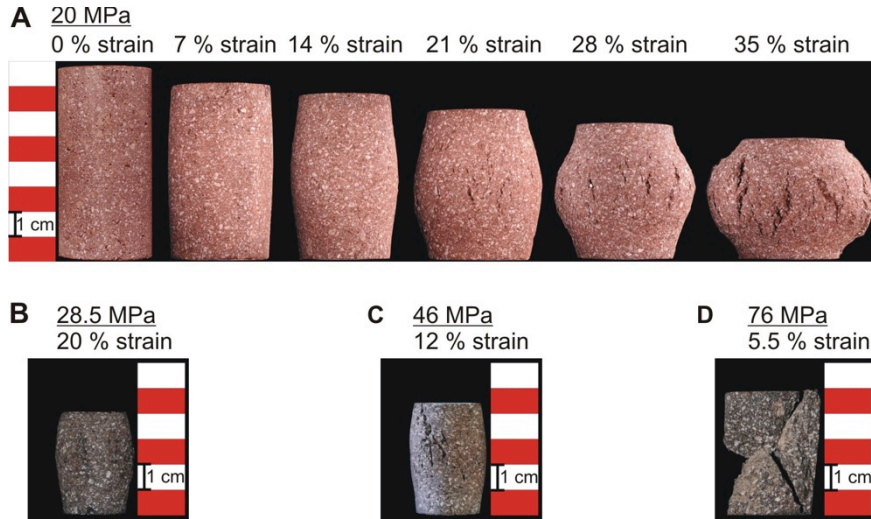 A
20 MPa
0 % strain 7 % strain 14 % strain 21 % strain 28 % strain 35 % strain
1 cm
B 28.5 MPa
20 % strain
1 cm
C 46 MPa
12 % strain
1 cm
D 76 MPa
5.5 % strain
1 cm